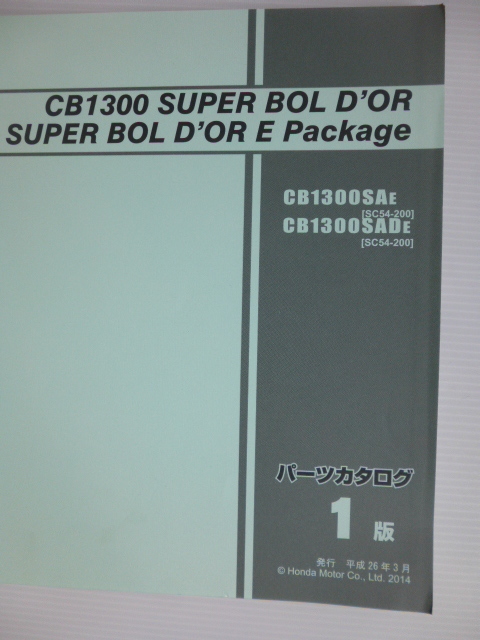 CB1300 SUPER BOL D'OR
SUPER BOL D'OR E Package
CB1300SAE
[SC54-200]
CB1300SADE
[SC54-200]
パーツカタログ
1 版
発行 平成26年3月
© Honda Motor Co., Ltd. 2014